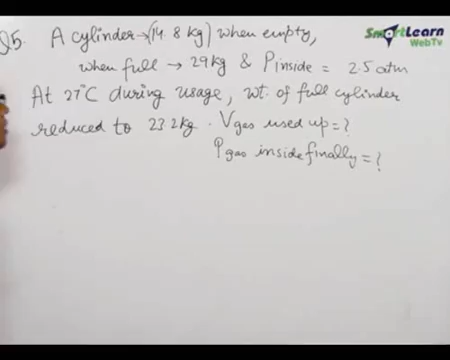 SmartLearn
WebTv
Q5. A cylinder → (14.8 kg) when empty,
when full → 29 kg & Pinside = 2.5 atm
At 27°C during usage, wt. of full cylinder
reduced to 23.2 kg. Vgas used up = ?
Pgas inside finally = ?